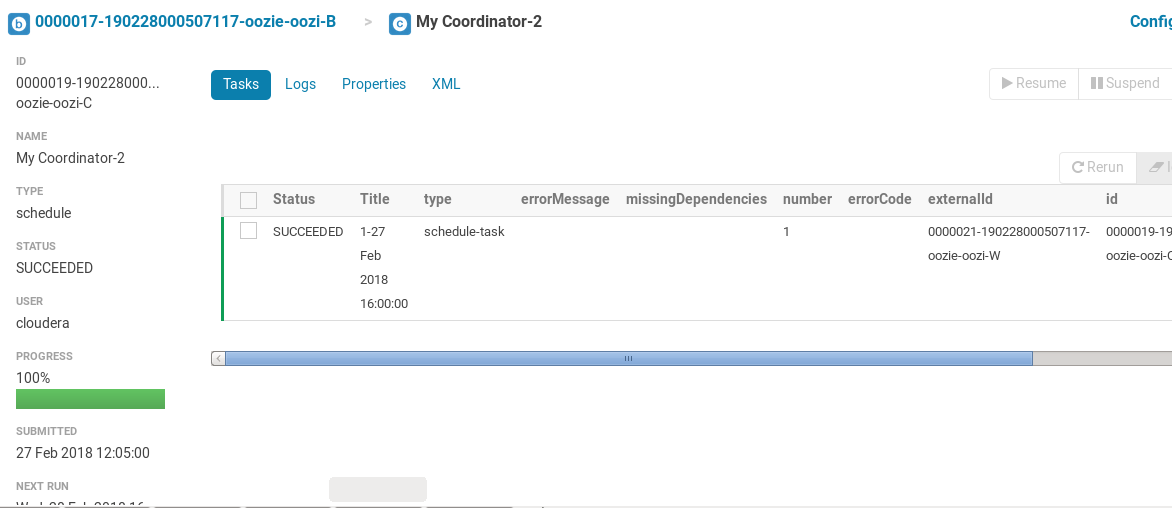 b 0000017-190228000507117-oozie-oozi-B > c My Coordinator-2
Config
ID
0000019-190228000...
oozie-oozi-C
NAME
My Coordinator-2
TYPE
schedule
STATUS
SUCCEEDED
USER
cloudera
PROGRESS
100%
SUBMITTED
27 Feb 2018 12:05:00
NEXT RUN
Tasks Logs Properties XML
Resume Suspend
Rerun
Status Title type errorMessage missingDependencies number errorCode externalId id
SUCCEEDED 1-27 schedule-task 1 0000021-190228000507117- 0000019-19
Feb oozie-oozi-W oozie-oozi-C
2018
16:00:00